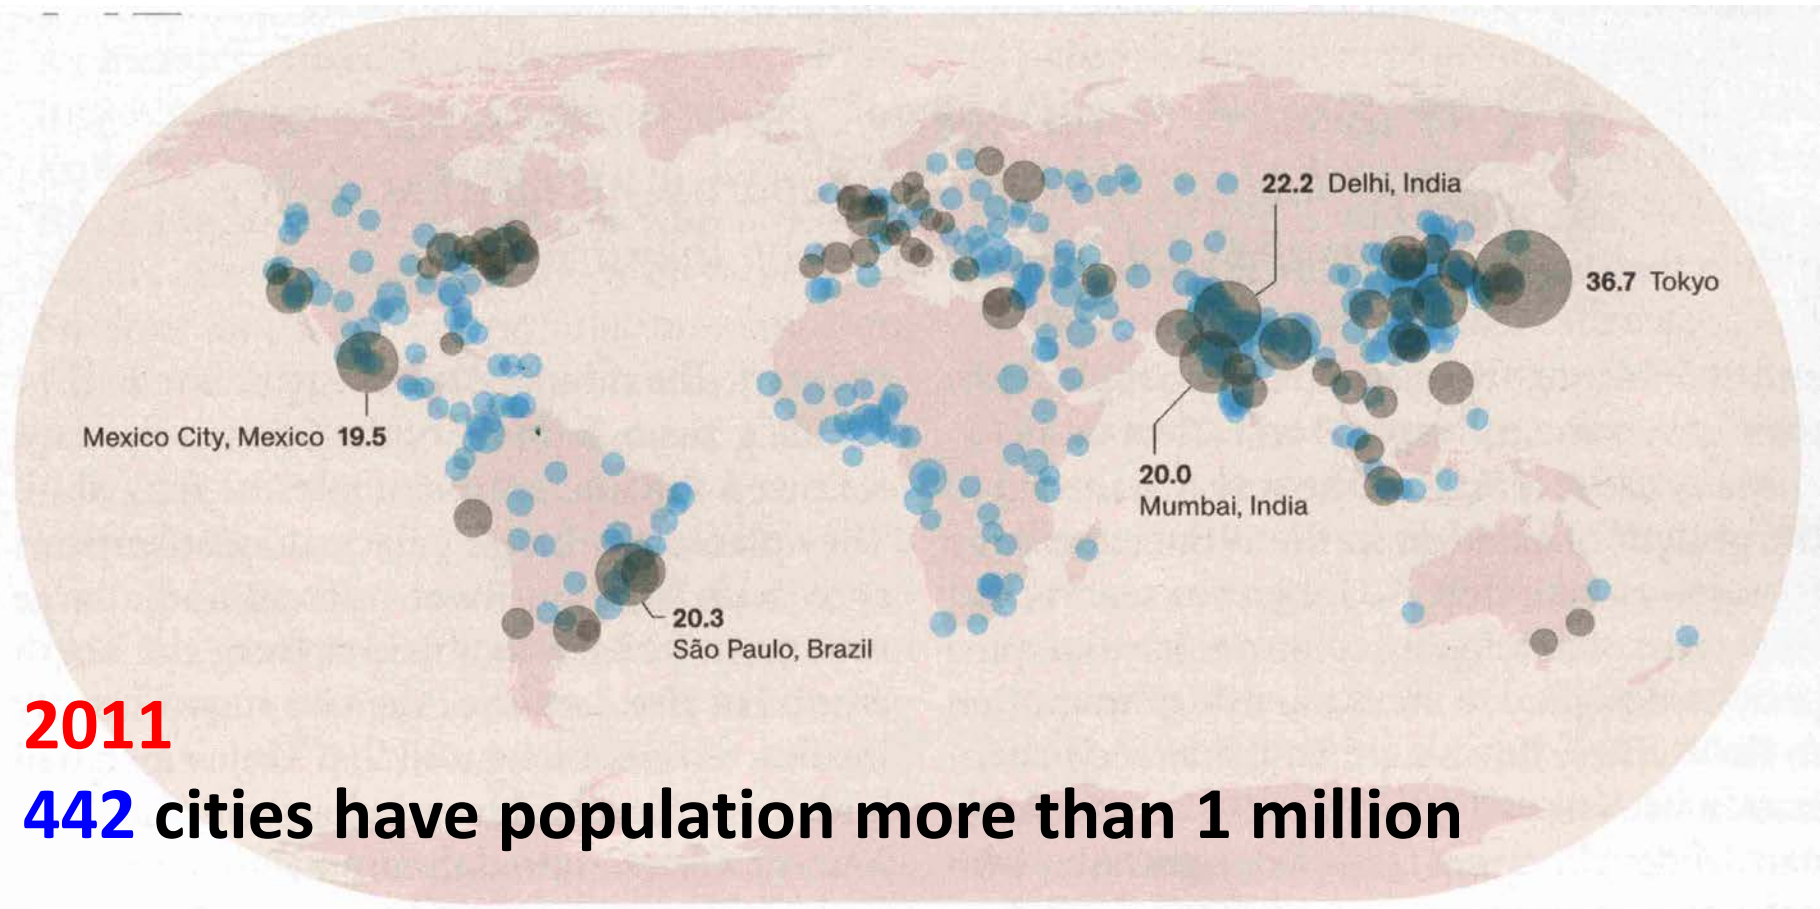 22.2 Delhi, India
36.7 Tokyo
Mexico City, Mexico 19.5
20.0
Mumbai, India
20.3
São Paulo, Brazil
2011
442 cities have population more than 1 million